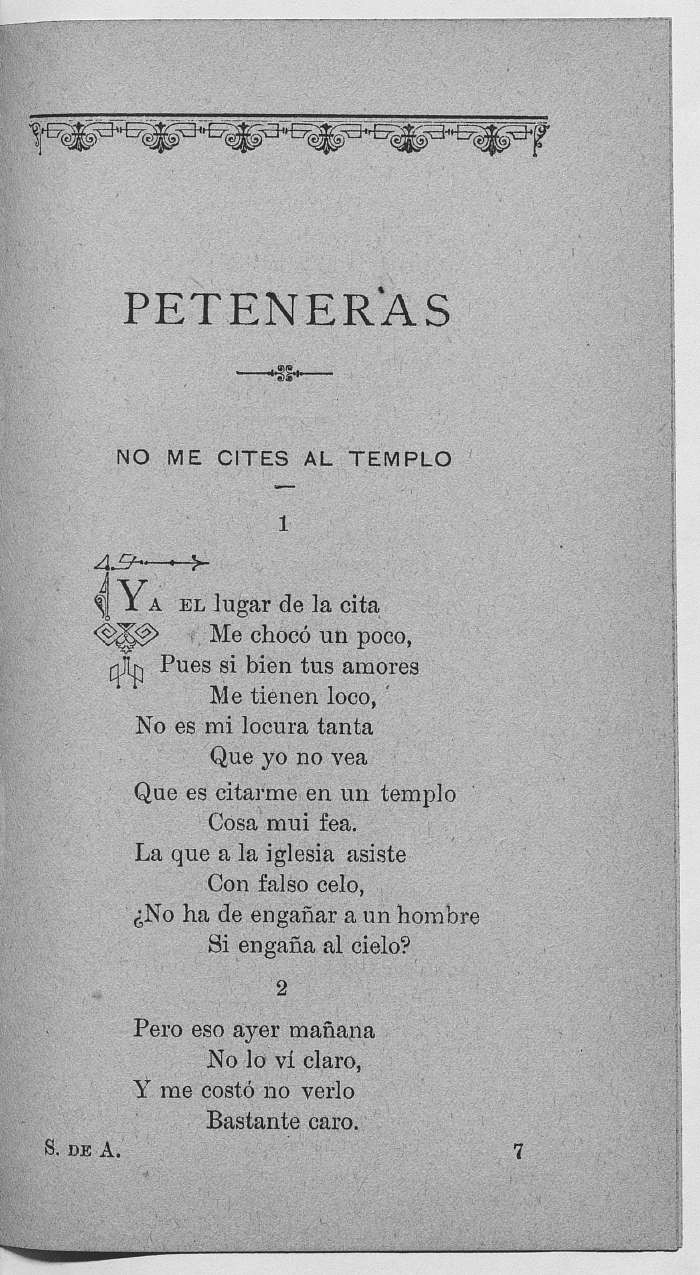 PETENERAS
NO ME CITES AL TEMPLO
1
YA EL lugar de la cita
Me chocó un poco,
Pues si bien tus amores
Me tienen loco,
No es mi locura tanta
Que yo no vea
Que es citarme en un templo
Cosa mui fea.
La que a la iglesia asiste
Con falso celo,
¿No ha de engañar a un hombre
Si engaña al cielo?
2
Pero eso ayer mañana
No lo ví claro,
Y me costó no verlo
Bastante caro.
S. DE A. 7